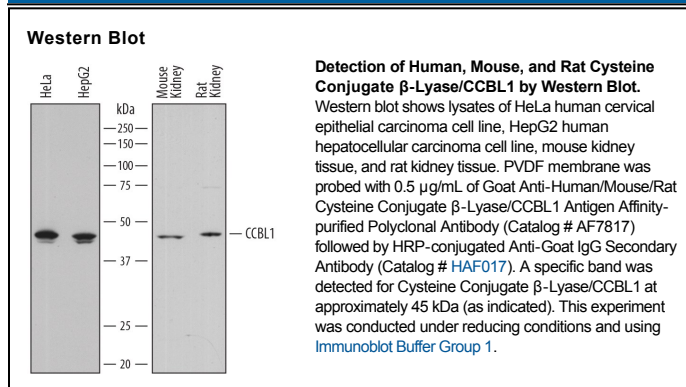 Western Blot
HeLa
HepG2
Mouse
Kidney
Rat
Kidney
kDa
250
150
100
75
50
37
25
20
CCBL1
Detection of Human, Mouse, and Rat Cysteine
Conjugate β-Lyase/CCBL1 by Western Blot.
Western blot shows lysates of HeLa human cervical
epithelial carcinoma cell line, HepG2 human
hepatocellular carcinoma cell line, mouse kidney
tissue, and rat kidney tissue. PVDF membrane was
probed with 0.5 µg/mL of Goat Anti-Human/Mouse/Rat
Cysteine Conjugate β-Lyase/CCBL1 Antigen Affinity-
purified Polyclonal Antibody (Catalog # AF7817)
followed by HRP-conjugated Anti-Goat IgG Secondary
Antibody (Catalog # HAF017). A specific band was
detected for Cysteine Conjugate β-Lyase/CCBL1 at
approximately 45 kDa (as indicated). This experiment
was conducted under reducing conditions and using
Immunoblot Buffer Group 1.